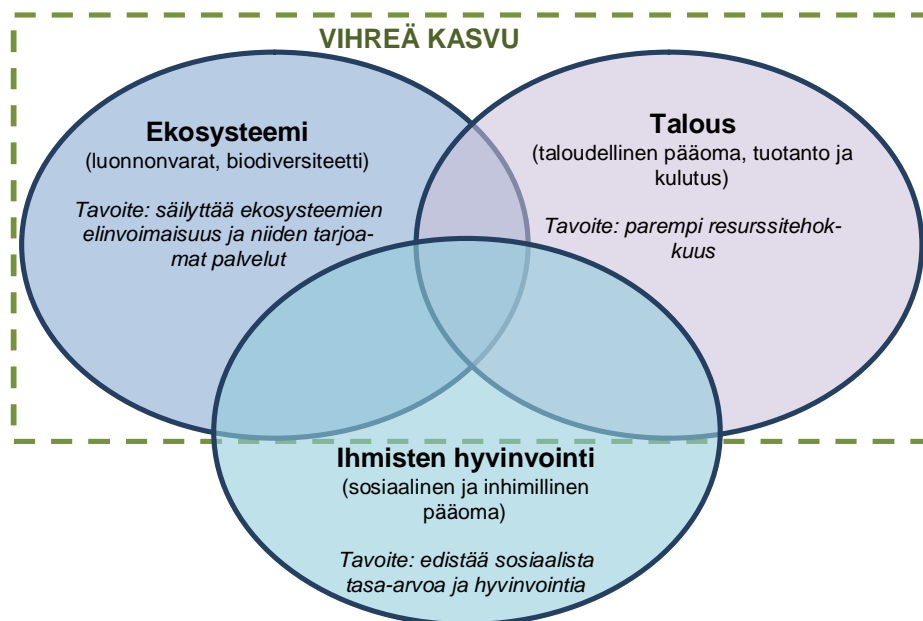 VIHREÄ KASVU
Ekosysteemi
(luonnonvarat, biodiversiteetti)
Tavoite: säilyttää ekosysteemien
elinvoimaisuus ja niiden tarjoa-
mat palvelut
Talous
(taloudellinen pääoma, tuotanto ja
kulutus)
Tavoite: parempi resurssitehok-
kuus
Ihmisten hyvinvointi
(sosiaalinen ja inhimillinen
pääoma)
Tavoite: edistää sosiaalista
tasa-arvoa ja hyvinvointia